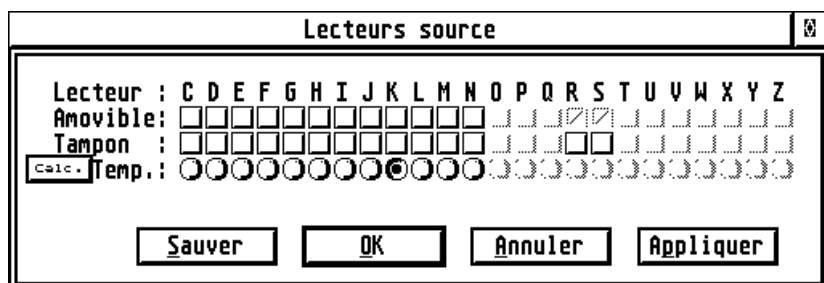 Lecteurs source
Lecteur : C D E F G H I J K L M N O P Q R S T U V W X Y Z
Amovible:
Tampon :
Calc. Temp.:
Sauver OK Annuler Appliquer